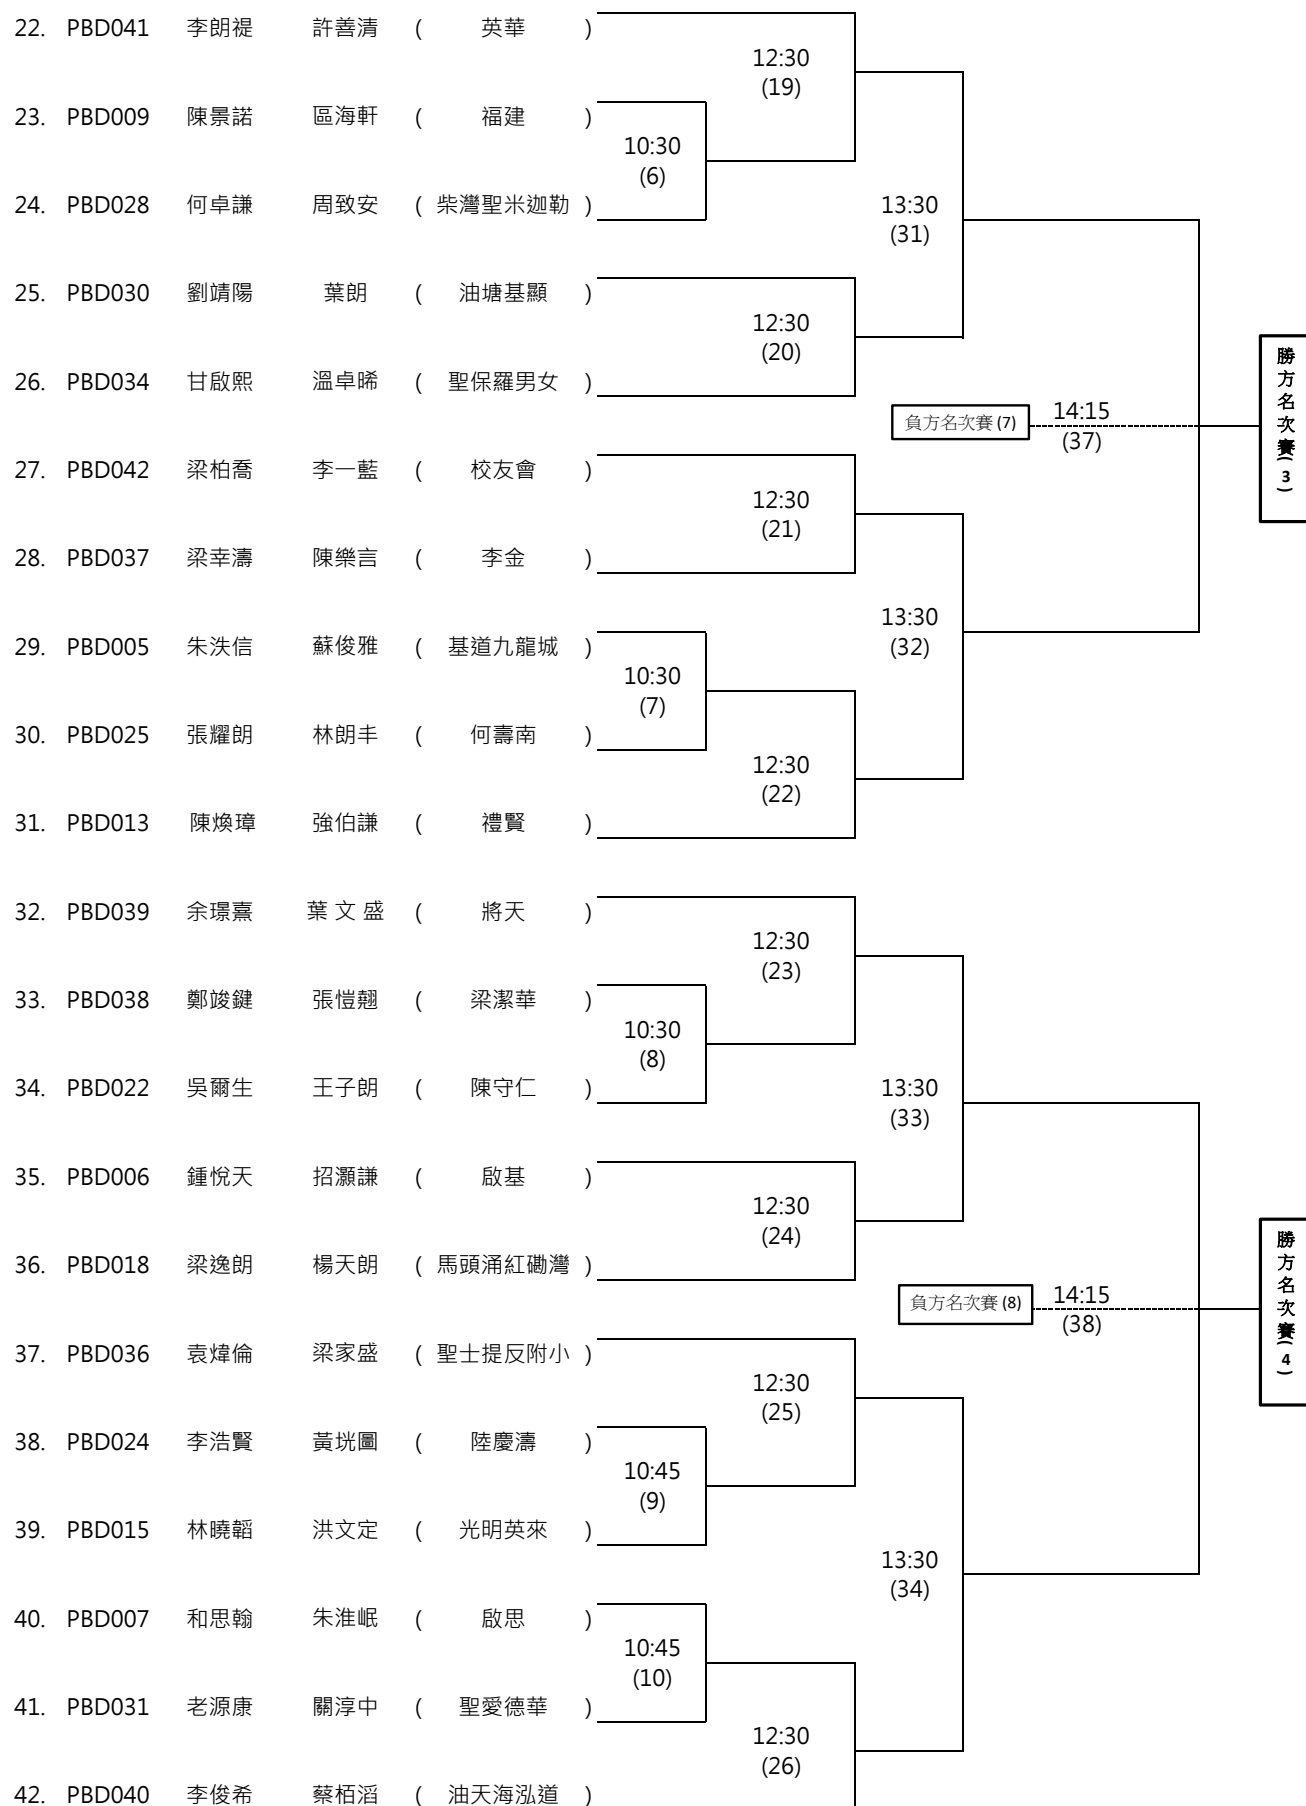 22. PBD041 李朗禔 許善清 ( 英華 )
12:30
(19)
23. PBD009 陳景諾 區海軒 ( 福建 )
10:30
(6)
24. PBD028 何卓謙 周致安 ( 柴灣聖米迦勒 )
13:30
(31)
25. PBD030 劉靖陽 葉朗 ( 油塘基顯 )
12:30
(20)
26. PBD034 甘啟熙 溫卓晞 ( 聖保羅男女 )
負方名次賽 (7) 14:15
(37)
勝方名次賽(3)
27. PBD042 梁柏喬 李一藍 ( 校友會 )
12:30
(21)
28. PBD037 梁幸濤 陳樂言 ( 李金 )
13:30
(32)
29. PBD005 朱泆信 蘇俊雅 ( 基道九龍城 )
10:30
(7)
30. PBD025 張耀朗 林朗丰 ( 何壽南 )
12:30
(22)
31. PBD013 陳煥璋 強伯謙 ( 禮賢 )
32. PBD039 余璟熹 葉 文 盛 ( 將天 )
12:30
(23)
33. PBD038 鄭竣鍵 張愷翹 ( 梁潔華 )
10:30
(8)
34. PBD022 吳爾生 王子朗 ( 陳守仁 )
13:30
(33)
35. PBD006 鍾悅天 招灝謙 ( 啟基 )
12:30
(24)
36. PBD018 梁逸朗 楊天朗 ( 馬頭涌紅磡灣 )
負方名次賽 (8) 14:15
(38)
勝方名次賽(4)
37. PBD036 袁煒倫 梁家盛 ( 聖士提反附小 )
12:30
(25)
38. PBD024 李浩賢 黃垙圖 ( 陸慶濤 )
10:45
(9)
39. PBD015 林曉韜 洪文定 ( 光明英來 )
13:30
(34)
40. PBD007 和思翰 朱淮岷 ( 啟思 )
10:45
(10)
41. PBD031 老源康 關淳中 ( 聖愛德華 )
12:30
(26)
42. PBD040 李俊希 蔡栢滔 ( 油天海泓道 )